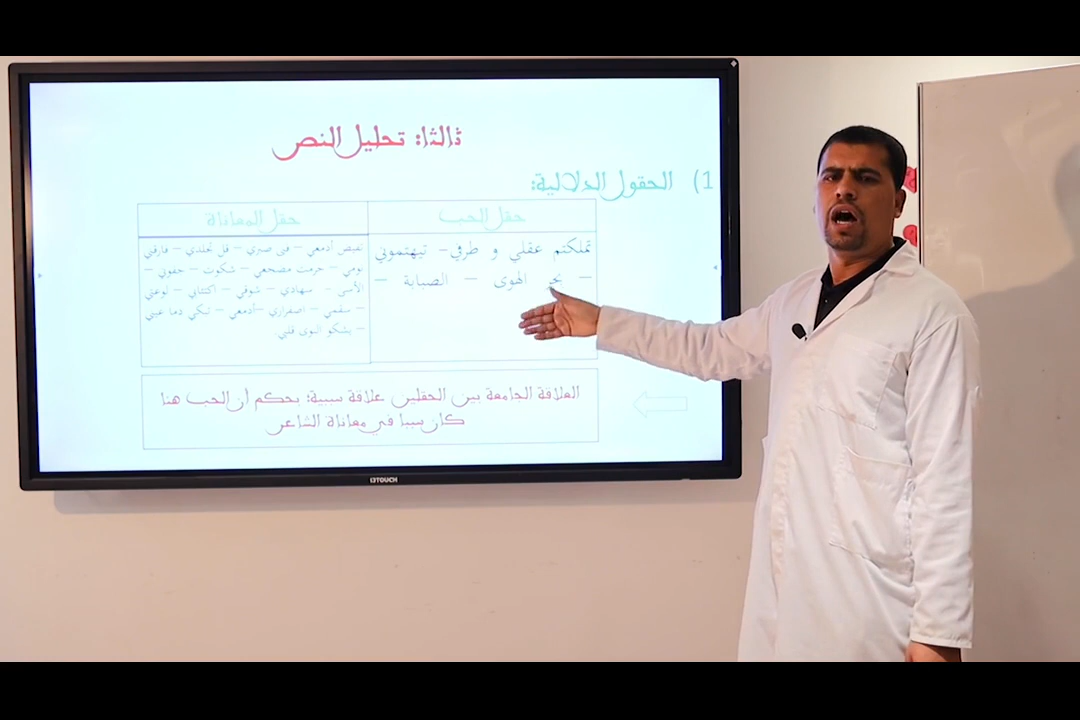 ثالثا: تحليل النص
1) الحقول الدلالية:
حقل الحب
حقل المعاناة
تملكتم عقلي و طرفي- تيهتموني
– بحر الهوى – الصبابة –
تفيض أدمعي – فنى صبري – قل تجلدي – فارقني
نومي – حرمت مضجعي – شكوت – جفوني –
الأسى - سهادي – شوقي – اكتئابي – لوعتي
– سقمي – اصفراري –أدمعي – تبكي دما عيني
– يشكو النوى قلبي
العلاقة الجامعة بين الحقلين علاقة سببية؛ بحكم أن الحب هنا
كان سببا في معاناة الشاعر
i3TOUCH